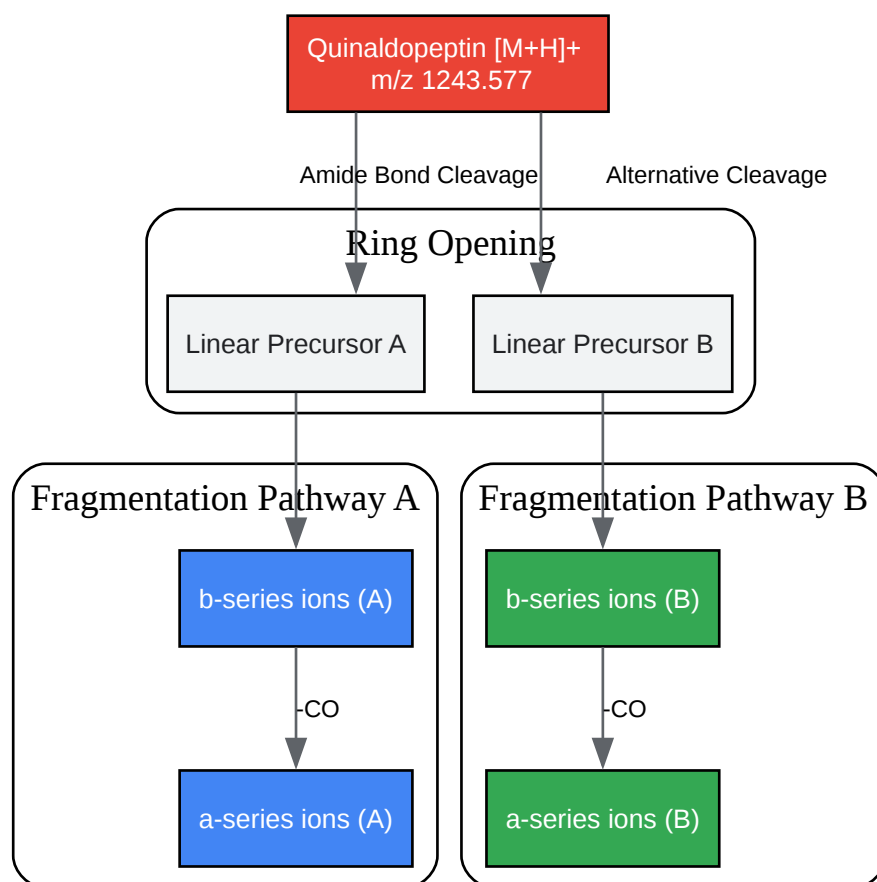 Quinaldopeptin [M+H]+
m/z 1243.577
Amide Bond Cleavage
Alternative Cleavage
Ring Opening
Linear Precursor A
Linear Precursor B
Fragmentation Pathway A
Fragmentation Pathway B
b-series ions (A)
b-series ions (B)
-CO
-CO
a-series ions (A)
a-series ions (B)